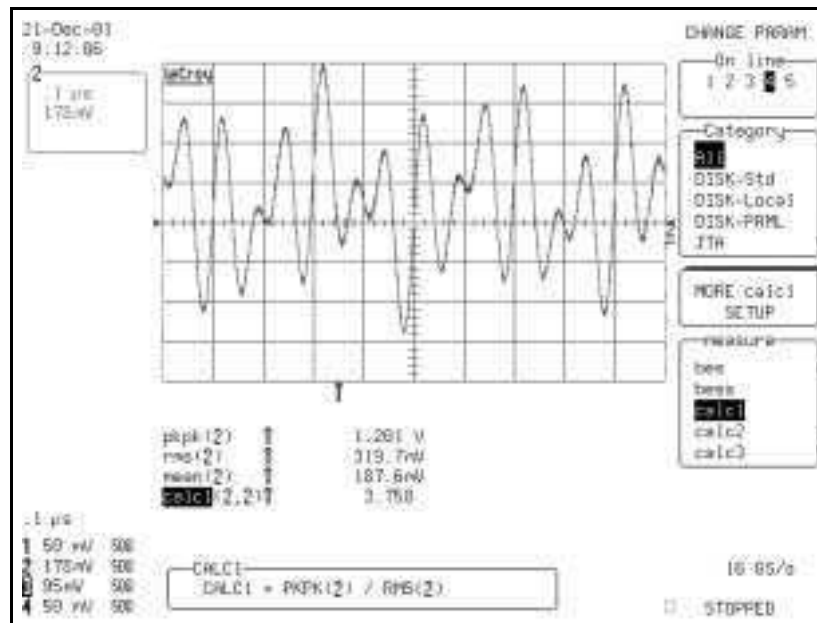 21-Dec-01
9:12:06
2
.1 µs
178mV
LeCroy
CHANGE PARAM
On line
1 2 3 4 5
Category
All
DISK-Std
DISK-Local
DISK-PRML
JTA
MORE calc1
SETUP
measure
bees
calc1
calc2
calc3
pkpk(2) 1.201 V
rms(2) 319.7mV
mean(2) 187.6mV
calc1(2,2) 3.758
.1 µs
1 50 mV 50Ω
2 178mV 50Ω
3 95mV 50Ω
4 50 mV 50Ω
CALC1
CALC1 = PKPK(2) / RMS(2)
STOPPED